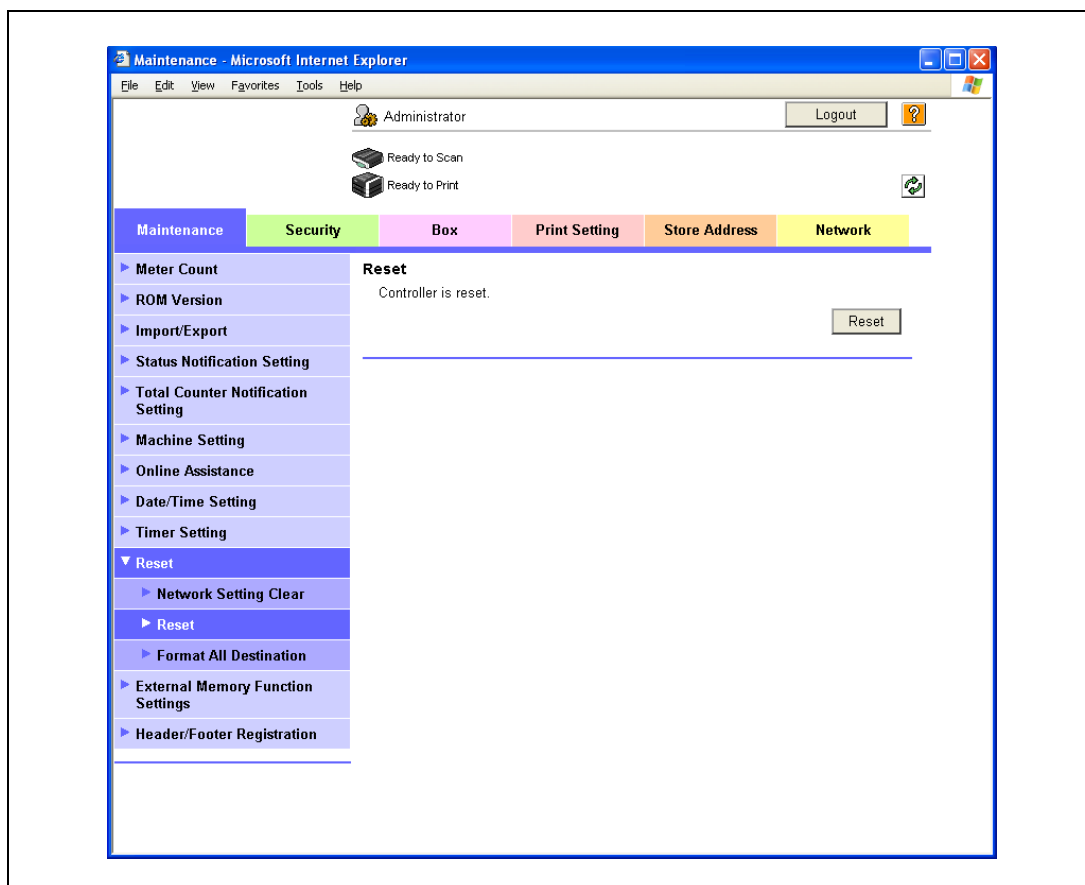 Maintenance - Microsoft Internet Explorer
File Edit View Favorites Tools Help
Administrator
Logout
?
Ready to Scan
Ready to Print
Maintenance Security Box Print Setting Store Address Network
Meter Count
ROM Version
Import/Export
Status Notification Setting
Total Counter Notification
Setting
Machine Setting
Online Assistance
Date/Time Setting
Timer Setting
Reset
Network Setting Clear
Reset
Format All Destination
External Memory Function
Settings
Header/Footer Registration
Reset
Controller is reset.
Reset